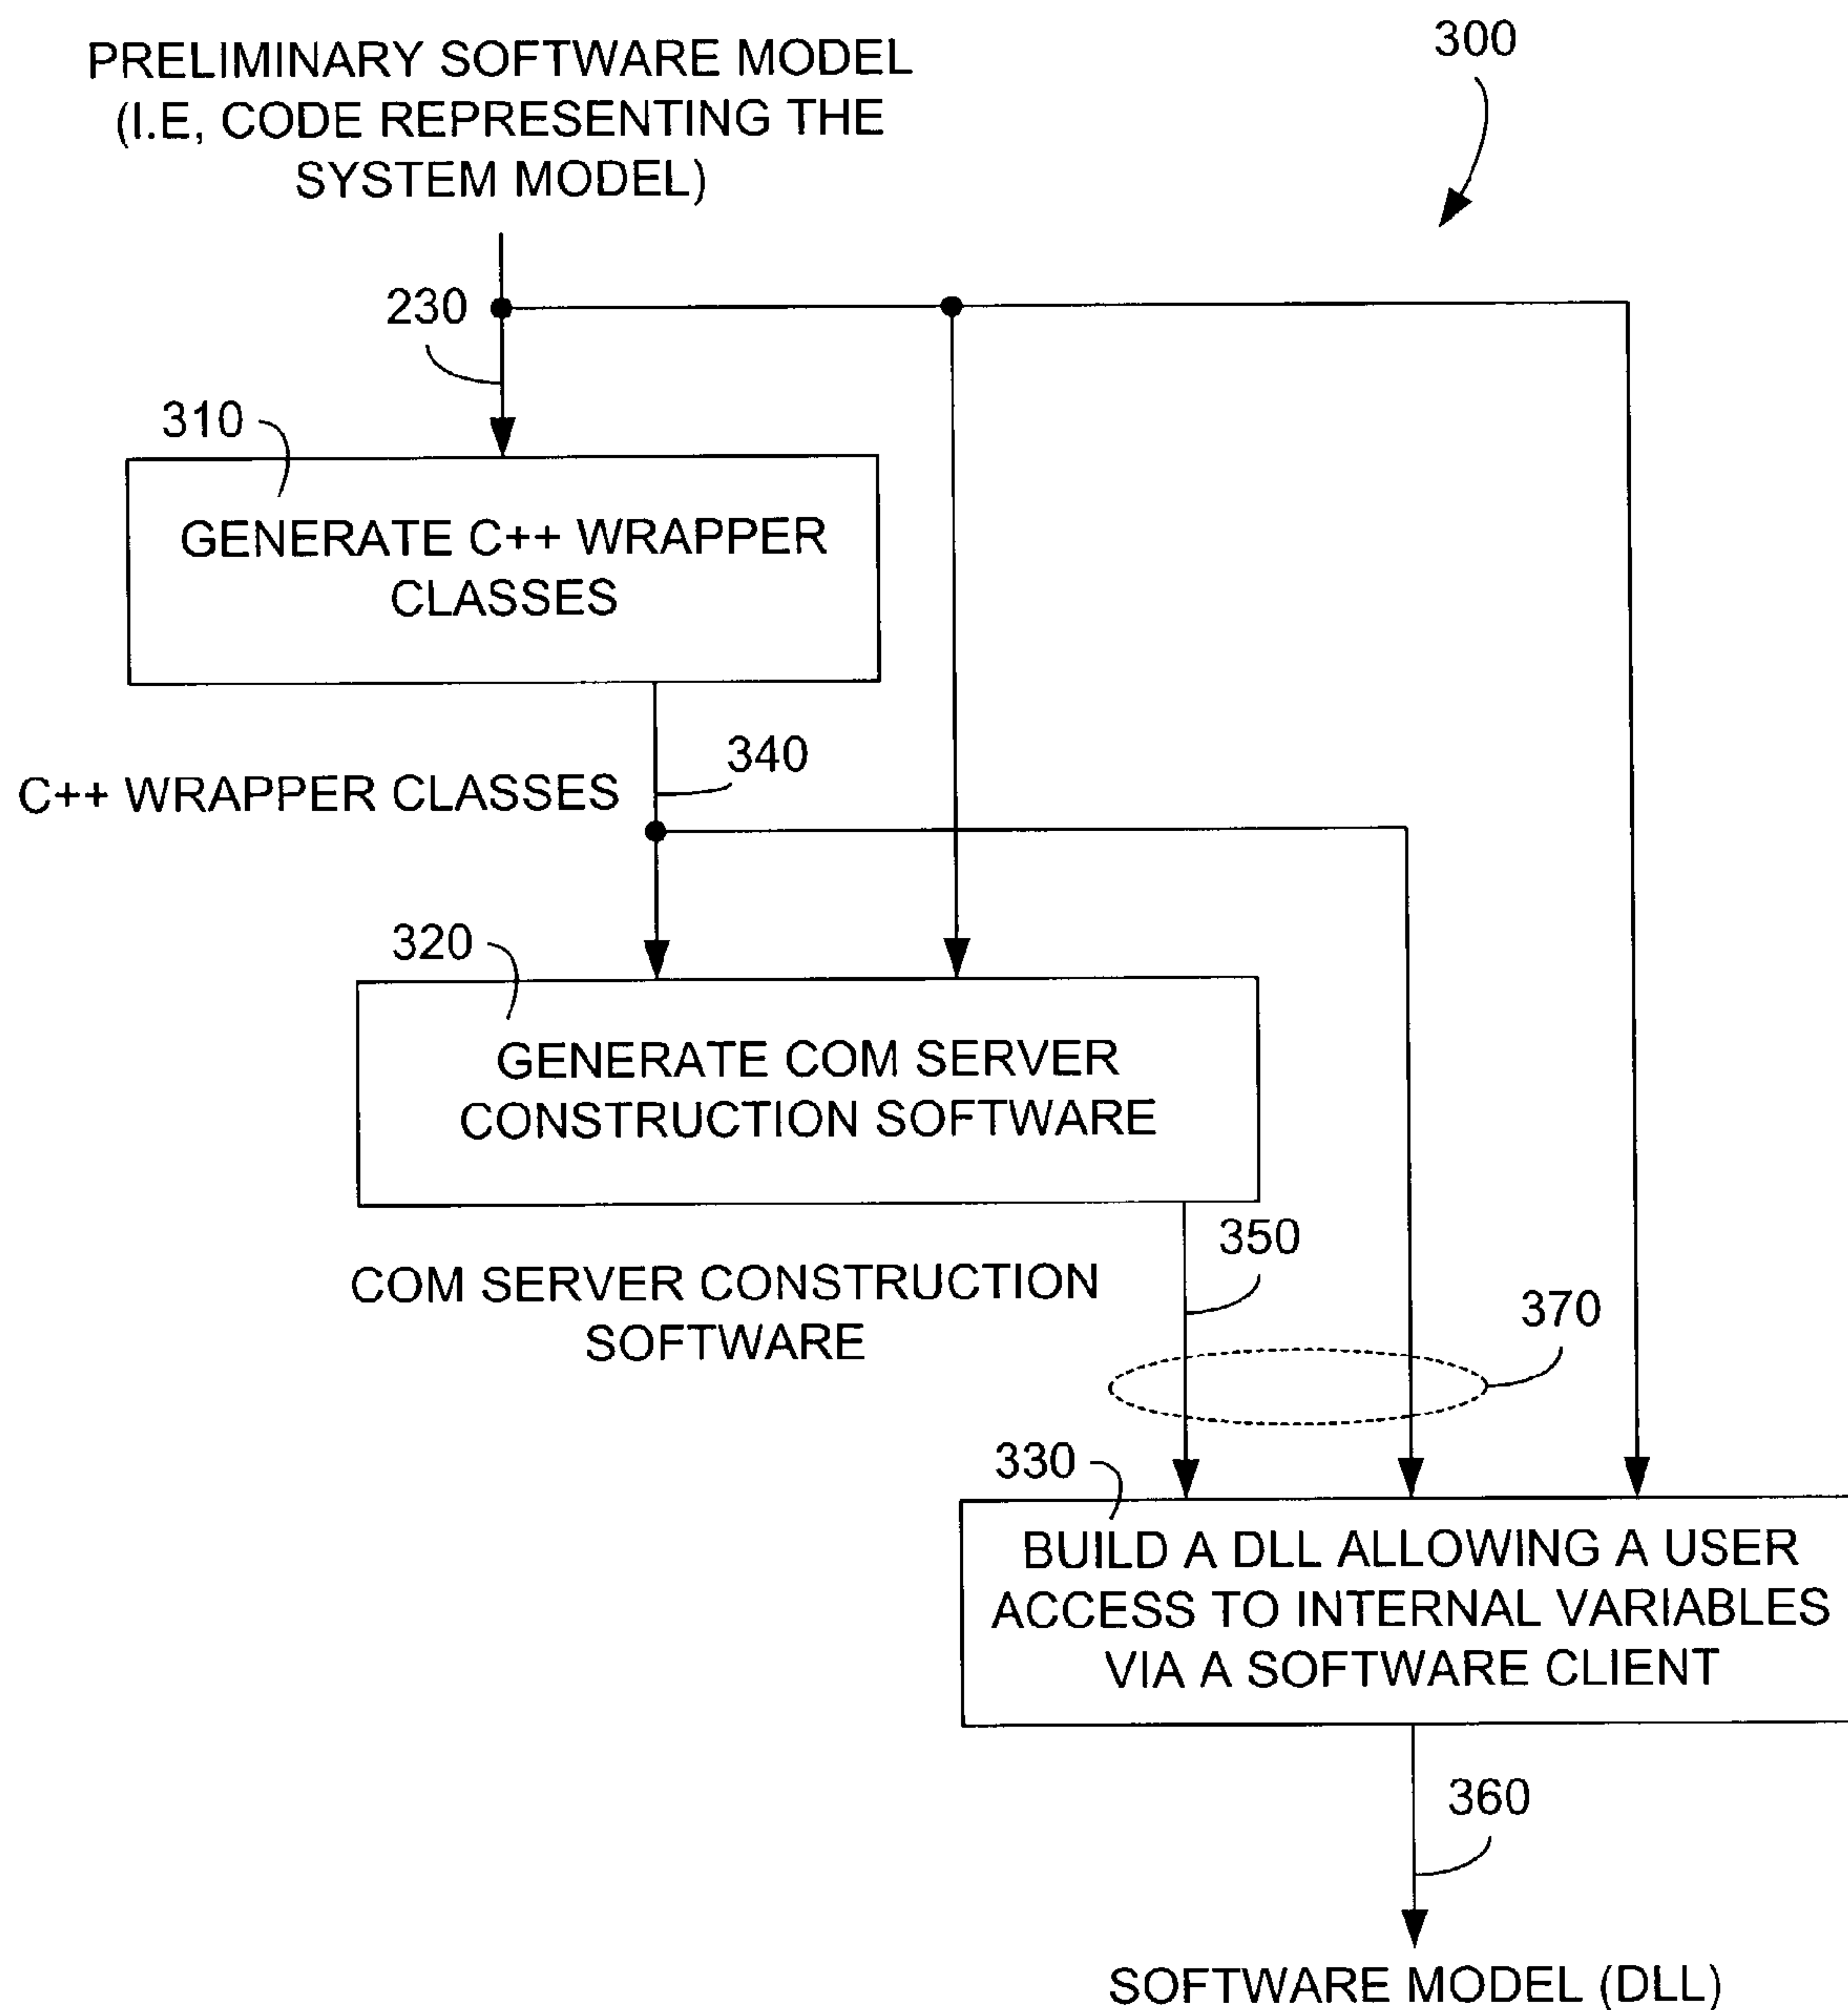 300
PRELIMINARY SOFTWARE MODEL
(I.E, CODE REPRESENTING THE
SYSTEM MODEL)
230
310
GENERATE C++ WRAPPER
CLASSES
340
C++ WRAPPER CLASSES
320
GENERATE COM SERVER
CONSTRUCTION SOFTWARE
350
COM SERVER CONSTRUCTION
SOFTWARE
370
330
BUILD A DLL ALLOWING A USER
ACCESS TO INTERNAL VARIABLES
VIA A SOFTWARE CLIENT
360
SOFTWARE MODEL (DLL)